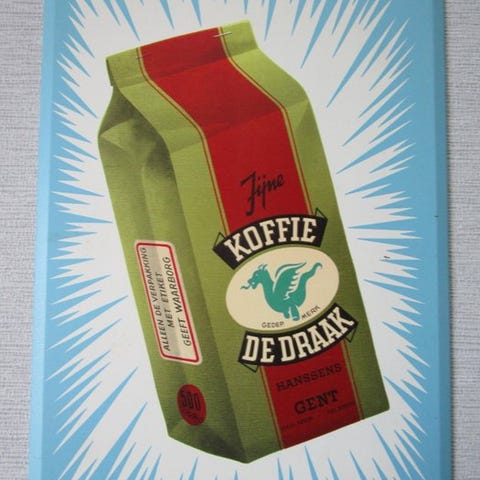 Fijne
KOFFIE
GEDEP. MERK
DE DRAAK
HANSSENS
GENT
ALLEEN DE VERPAKKING
MET ETIKET
GEEFT WAARBORG
500